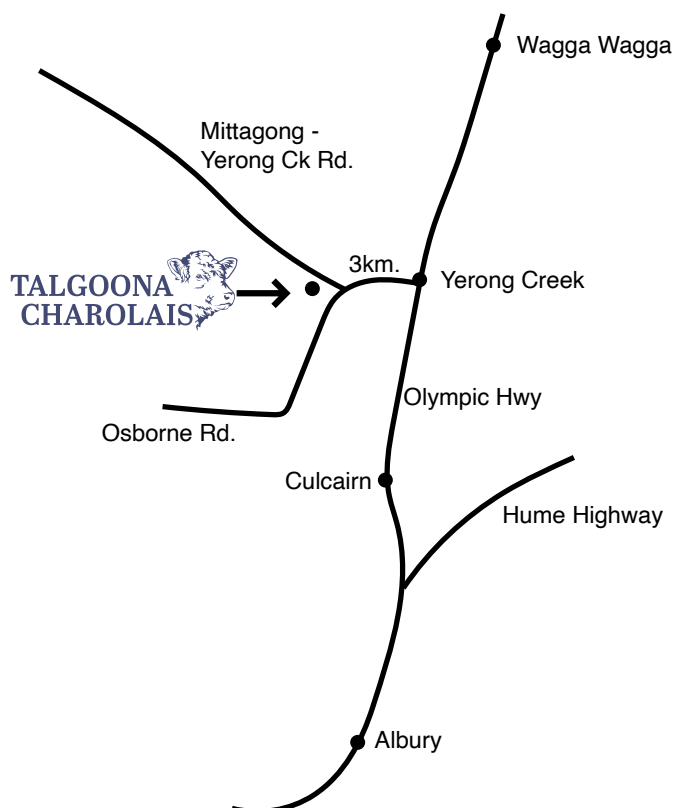 Wagga Wagga
Mittagong -
Yerong Ck Rd.
3km.
TALGOONA
CHAROLAIS
Yerong Creek
Olympic Hwy
Osborne Rd.
Culcairn
Hume Highway
Albury